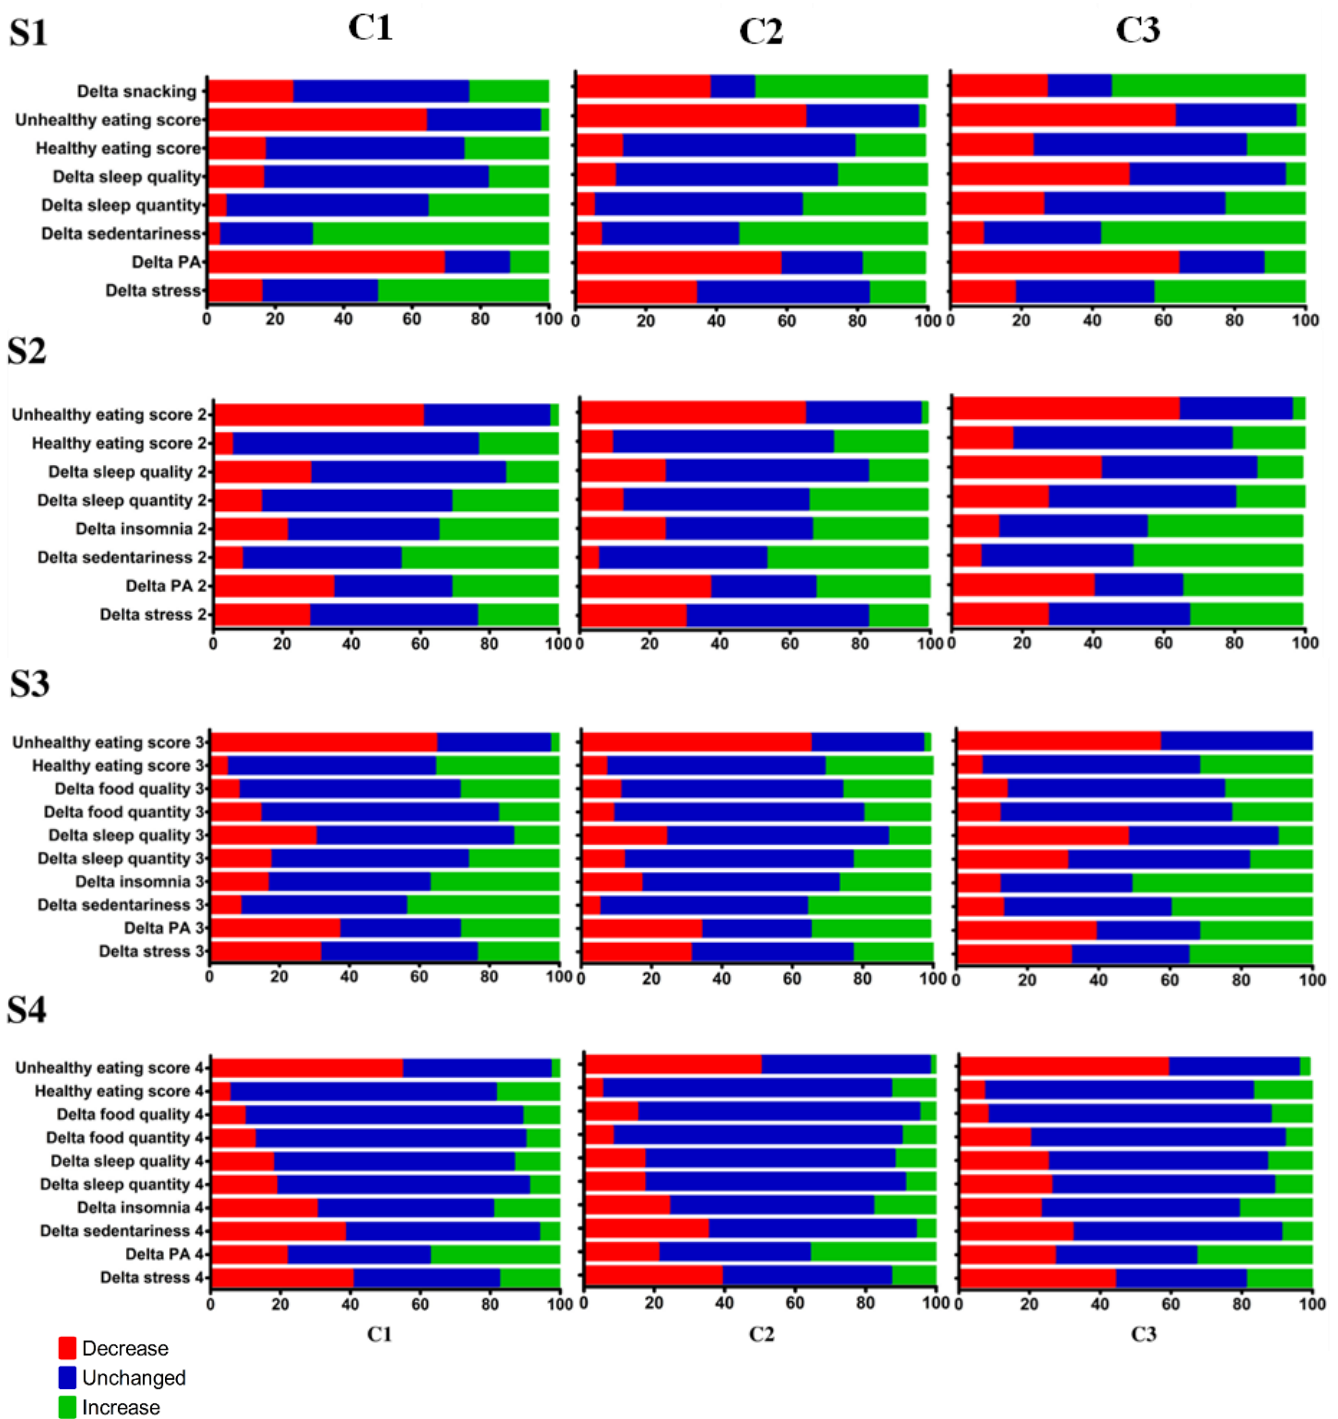 S1 C1 C2 C3
Delta snacking
Unhealthy eating score
Healthy eating score
Delta sleep quality
Delta sleep quantity
Delta sedentariness
Delta PA
Delta stress
0 20 40 60 80 100 0 20 40 60 80 100 0 20 40 60 80 100
S2
Unhealthy eating score 2
Healthy eating score 2
Delta sleep quality 2
Delta sleep quantity 2
Delta insomnia 2
Delta sedentariness 2
Delta PA 2
Delta stress 2
0 20 40 60 80 100 0 20 40 60 80 100 0 20 40 60 80 100
S3
Unhealthy eating score 3
Healthy eating score 3
Delta food quality 3
Delta food quantity 3
Delta sleep quality 3
Delta sleep quantity 3
Delta insomnia 3
Delta sedentariness 3
Delta PA 3
Delta stress 3
0 20 40 60 80 100 0 20 40 60 80 100 0 20 40 60 80 100
S4
Unhealthy eating score 4
Healthy eating score 4
Delta food quality 4
Delta food quantity 4
Delta sleep quality 4
Delta sleep quantity 4
Delta insomnia 4
Delta sedentariness 4
Delta PA 4
Delta stress 4
0 20 40 60 80 100 0 20 40 60 80 100 0 20 40 60 80 100
C1 C2 C3
Decrease
Unchanged
Increase